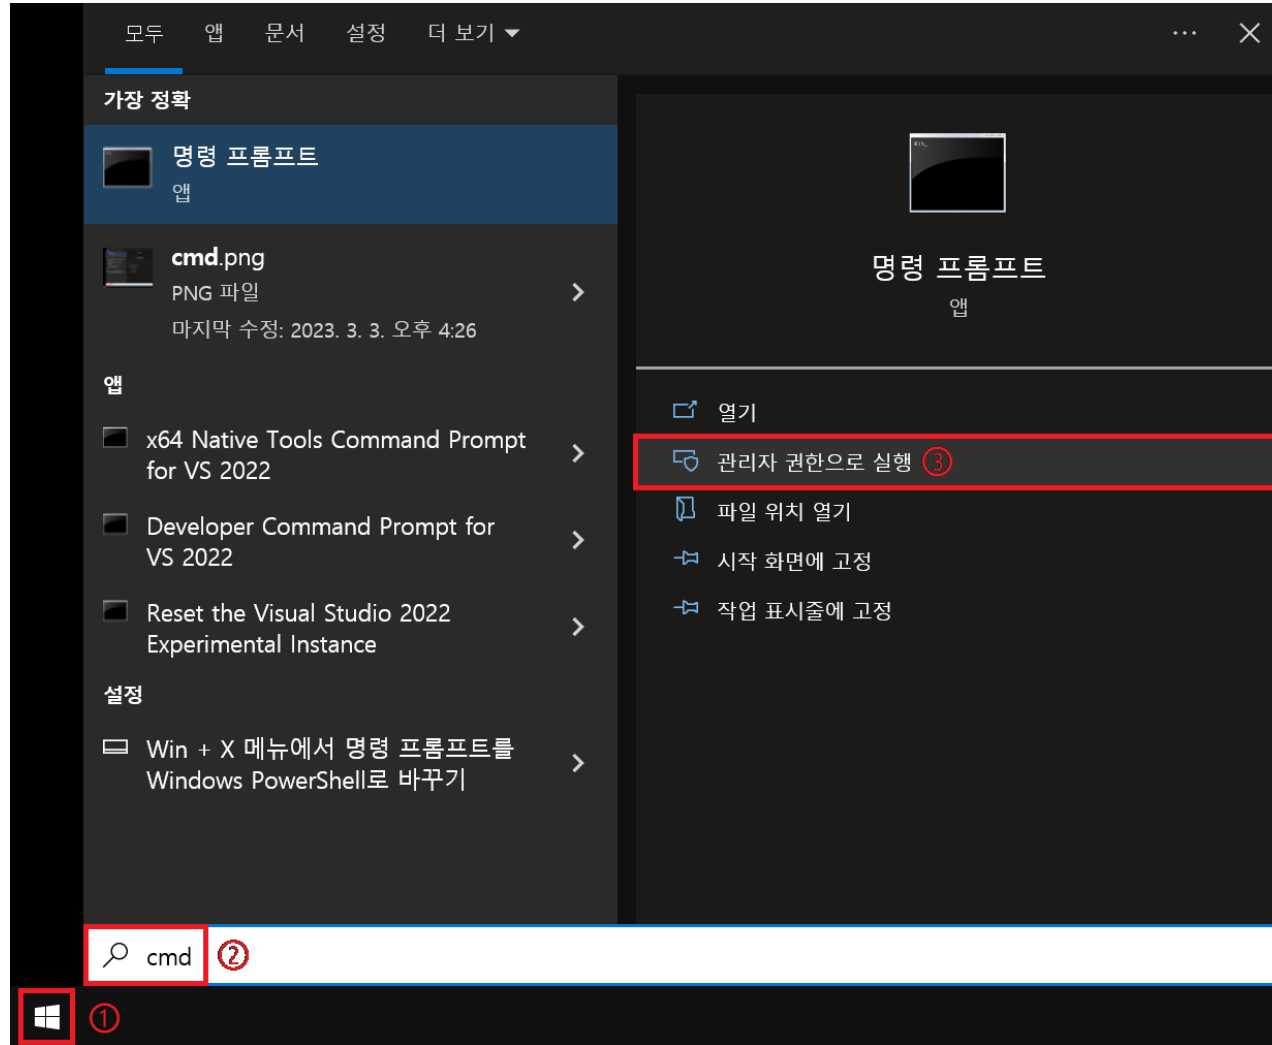 모두 앱 문서 설정 더 보기
가장 정확
명령 프롬프트
앱
cmd.png
PNG 파일
마지막 수정: 2023. 3. 3. 오후 4:26
앱
x64 Native Tools Command Prompt
for VS 2022
Developer Command Prompt for
VS 2022
Reset the Visual Studio 2022
Experimental Instance
설정
Win + X 메뉴에서 명령 프롬프트를
Windows PowerShell로 바꾸기
명령 프롬프트
앱
열기
관리자 권한으로 실행 ③
파일 위치 열기
시작 화면에 고정
작업 표시줄에 고정
cmd ②
①